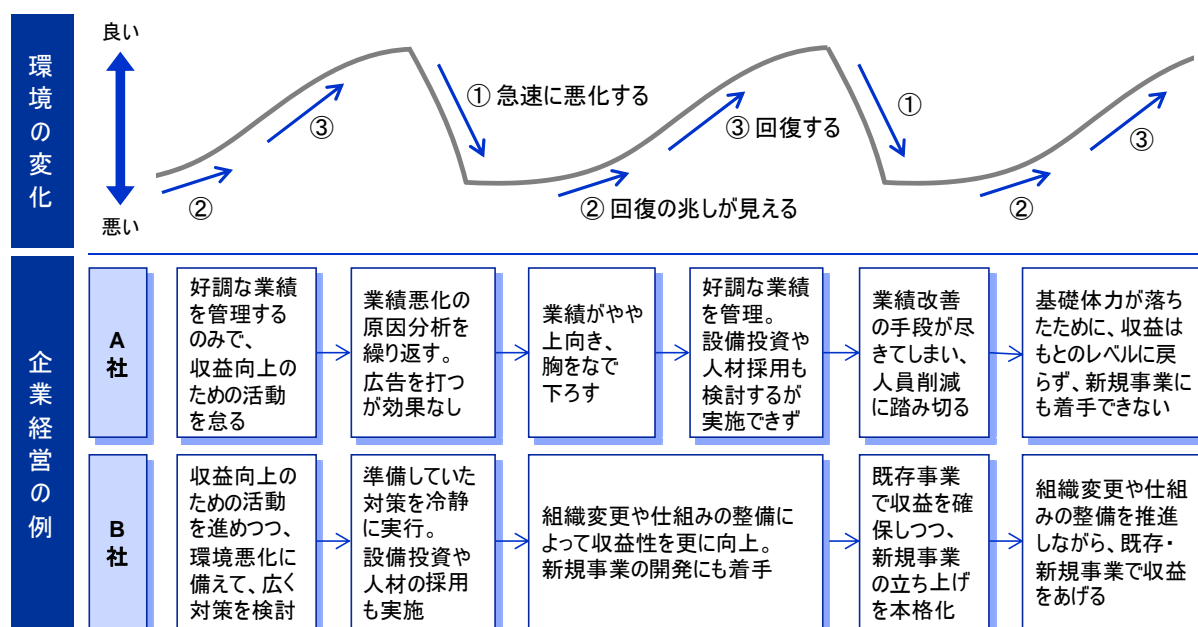 環境の変化
良い
悪い
②
③
① 急速に悪化する
② 回復の兆しが見える
③ 回復する
①
②
③
企業経営の例
A
社
好調な業績
を管理する
のみで、
収益向上の
ための活動
を怠る
業績悪化の
原因分析を
繰り返す。
広告を打つ
が効果なし
業績がやや
上向き、
胸をなで
下ろす
好調な業績
を管理。
設備投資や
人材採用も
検討するが
実施できず
業績改善
の手段が尽
きてしまい、
人員削減
に踏み切る
基礎体力が落ち
たために、収益は
もとのレベルに戻
らず、新規事業に
も着手できない
B
社
収益向上の
ための活動
を進めつつ、
環境悪化に
備えて、広く
対策を検討
準備していた
対策を冷静
に実行。
設備投資や
人材の採用
も実施
組織変更や仕組みの整備に
よって収益性を更に向上。
新規事業の開発にも着手
既存事業
で収益を確
保しつつ、
新規事業
の立ち上げ
を本格化
組織変更や仕組
みの整備を推進
しながら、既存・
新規事業で収益
をあげる